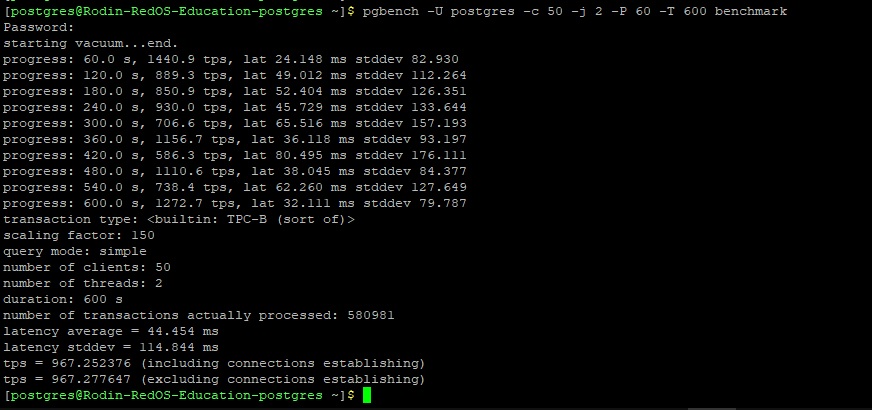 [postgres@Rodin-RedOS-Education-postgres ~]$ pgbench -U postgres -c 50 -j 2 -P 60 -T 600 benchmark
Password:
starting vacuum...end.
progress: 60.0 s, 1440.9 tps, lat 24.148 ms stddev 82.930
progress: 120.0 s, 889.3 tps, lat 49.012 ms stddev 112.264
progress: 180.0 s, 850.9 tps, lat 52.404 ms stddev 126.351
progress: 240.0 s, 930.0 tps, lat 45.729 ms stddev 133.644
progress: 300.0 s, 706.6 tps, lat 65.516 ms stddev 157.193
progress: 360.0 s, 1156.7 tps, lat 36.118 ms stddev 93.197
progress: 420.0 s, 586.3 tps, lat 80.495 ms stddev 176.111
progress: 480.0 s, 1110.6 tps, lat 38.045 ms stddev 84.377
progress: 540.0 s, 738.4 tps, lat 62.260 ms stddev 127.649
progress: 600.0 s, 1272.7 tps, lat 32.111 ms stddev 79.787
transaction type: <builtin: TPC-B (sort of)>
scaling factor: 150
query mode: simple
number of clients: 50
number of threads: 2
duration: 600 s
number of transactions actually processed: 580981
latency average = 44.454 ms
latency stddev = 114.844 ms
tps = 967.252376 (including connections establishing)
tps = 967.277647 (excluding connections establishing)
[postgres@Rodin-RedOS-Education-postgres ~]$